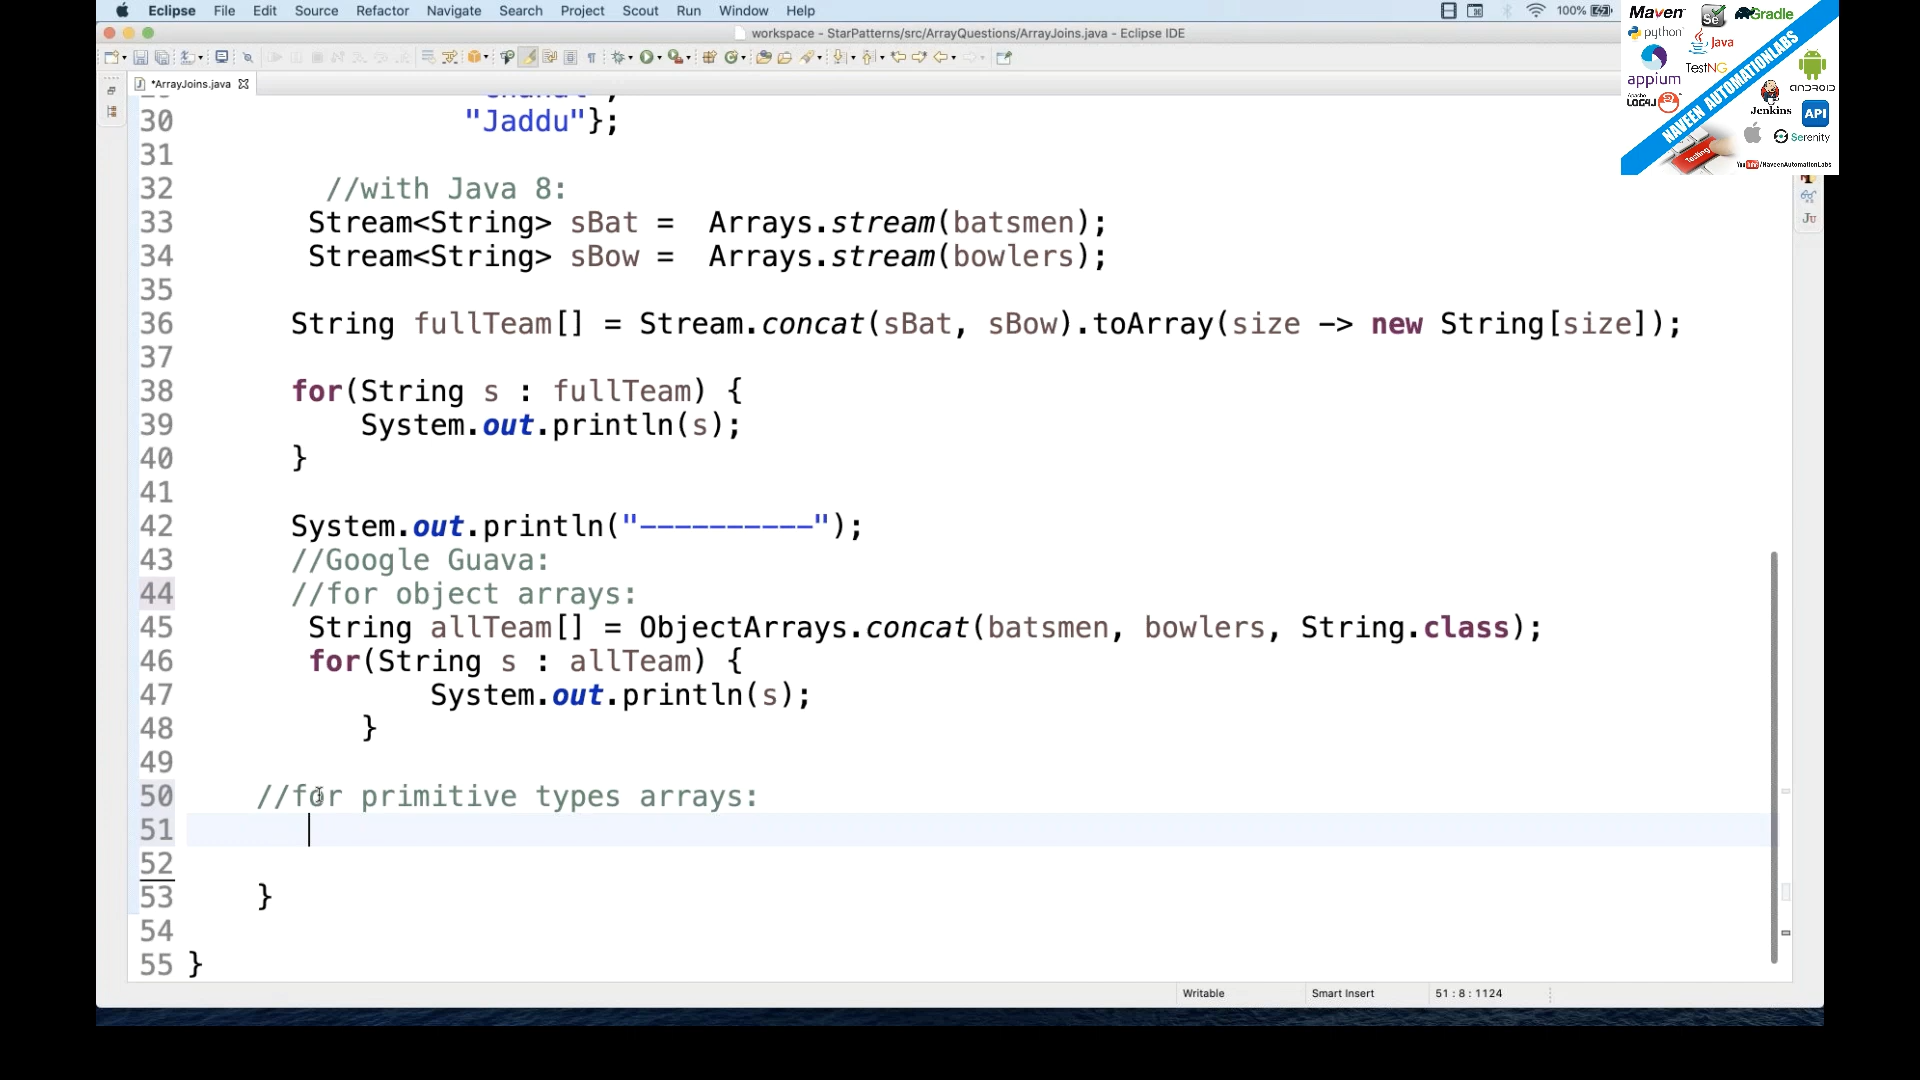 Eclipse File Edit Source Refactor Navigate Search Project Scout Run Window Help 100%
workspace - StarPatterns/src/ArrayQuestions/ArrayJoins.java - Eclipse IDE
*ArrayJoins.java
30 "Jaddu"};
31
32 //with Java 8:
33 Stream<String> sBat = Arrays.stream(batsmen);
34 Stream<String> sBow = Arrays.stream(bowlers);
35
36 String fullTeam[] = Stream.concat(sBat, sBow).toArray(size -> new String[size]);
37
38 for(String s : fullTeam) {
39 System.out.println(s);
40 }
41
42 System.out.println("----------");
43 //Google Guava:
44 //for object arrays:
45 String allTeam[] = ObjectArrays.concat(batsmen, bowlers, String.class);
46 for(String s : allTeam) {
47 System.out.println(s);
48 }
49
50 //for primitive types arrays:
51
52
53 }
54
55 }
Writable Smart Insert 51 : 8 : 1124
Maven Se Gradle
python Java
appium TestNG ANDROID
LOG4J Jenkins API
NAVEEN AUTOMATIONLABS
Testing Serenity
YouTube/NaveenAutomationLabs
Ju